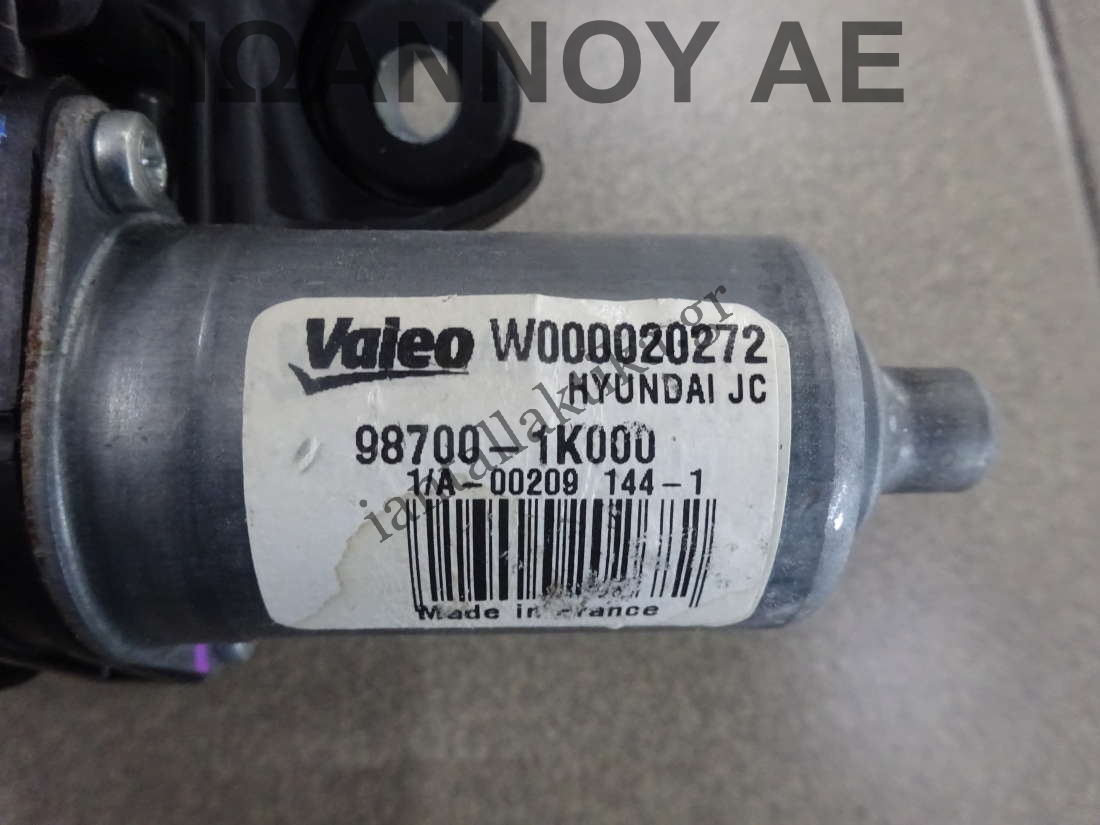 ΙΩΑΝΝΟΥ ΑΕ
Valeo W000020272
HYUNDAI JC
98700-1K000
1/A-00209 144-1
Made in France